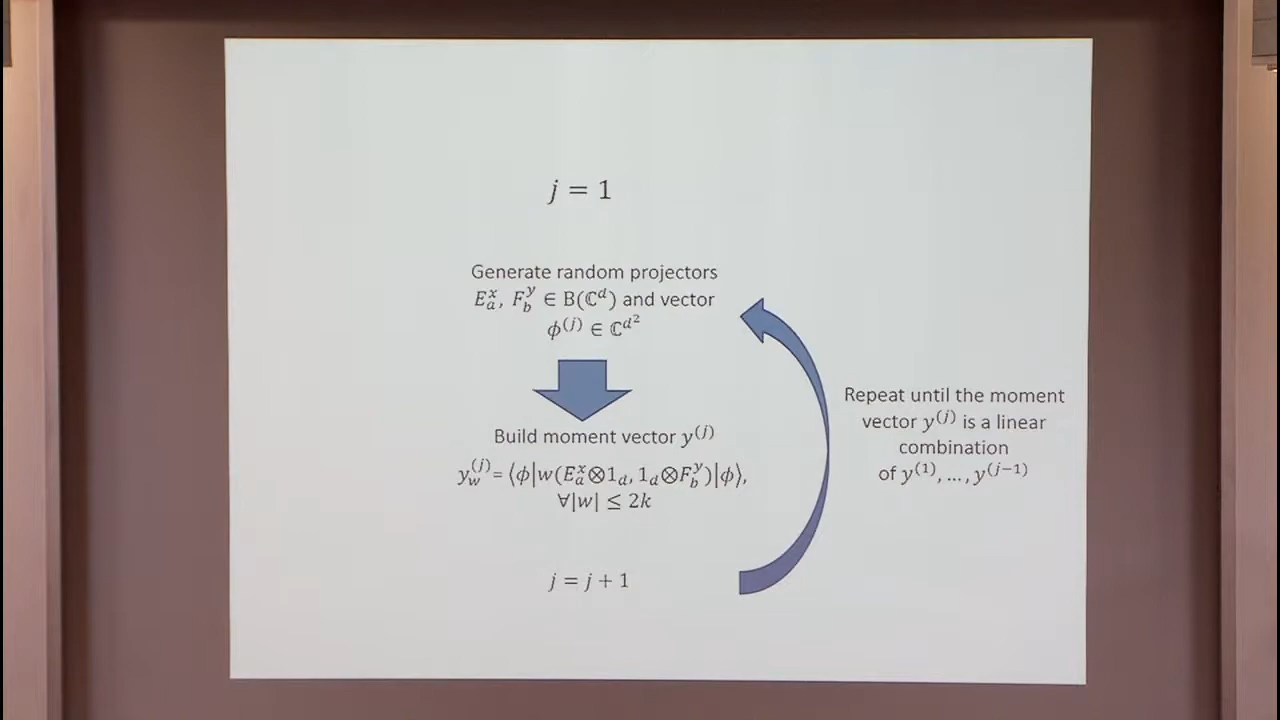 j = 1
Generate random projectors
E_a^x, F_b^y ∈ B(ℂ^d) and vector
ϕ^(j) ∈ ℂ^{d^2}
Build moment vector y^(j)
y_w^(j) = ⟨ϕ|w(E_a^x⊗1_d, 1_d⊗F_b^y)|ϕ⟩,
∀|w| ≤ 2k
j = j + 1
Repeat until the moment
vector y^(j) is a linear
combination
of y^(1), …, y^(j−1)